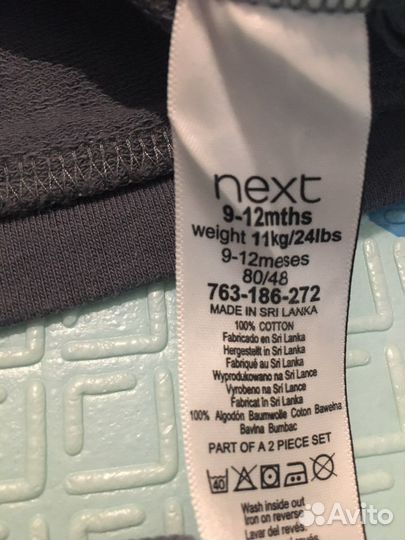 next
9-12mths
weight 11kg/24lbs
9-12meses
80/48
763-186-272
MADE IN SRI LANKA
100% COTTON
Fabricado en Sri Lanka
Hergestellt in Sri Lanka
Fabriqué au Sri Lanka
Wyprodukowano na Sri Lance
Vyrobeno na Sri Lance
Fabricat în Sri Lanka
100% Algodón Baumwolle Coton Bawełna
Bavlna Bumbac
PART OF A 2 PIECE SET
40
Wash inside out
Iron on reverse
Lavar del revés.
Avito